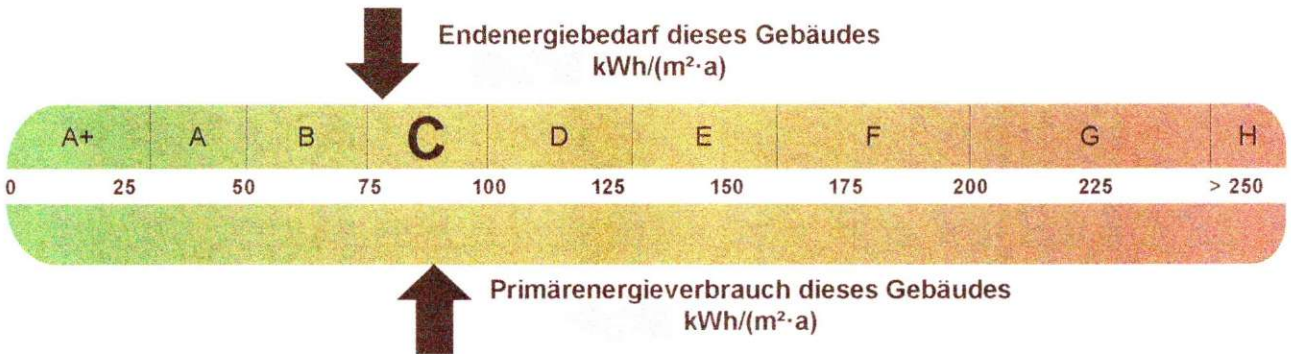 Endenergiebedarf dieses Gebäudes
kWh/(m²·a)
A+ A B C D E F G H
0 25 50 75 100 125 150 175 200 225 > 250
Primärenergieverbrauch dieses Gebäudes
kWh/(m²·a)